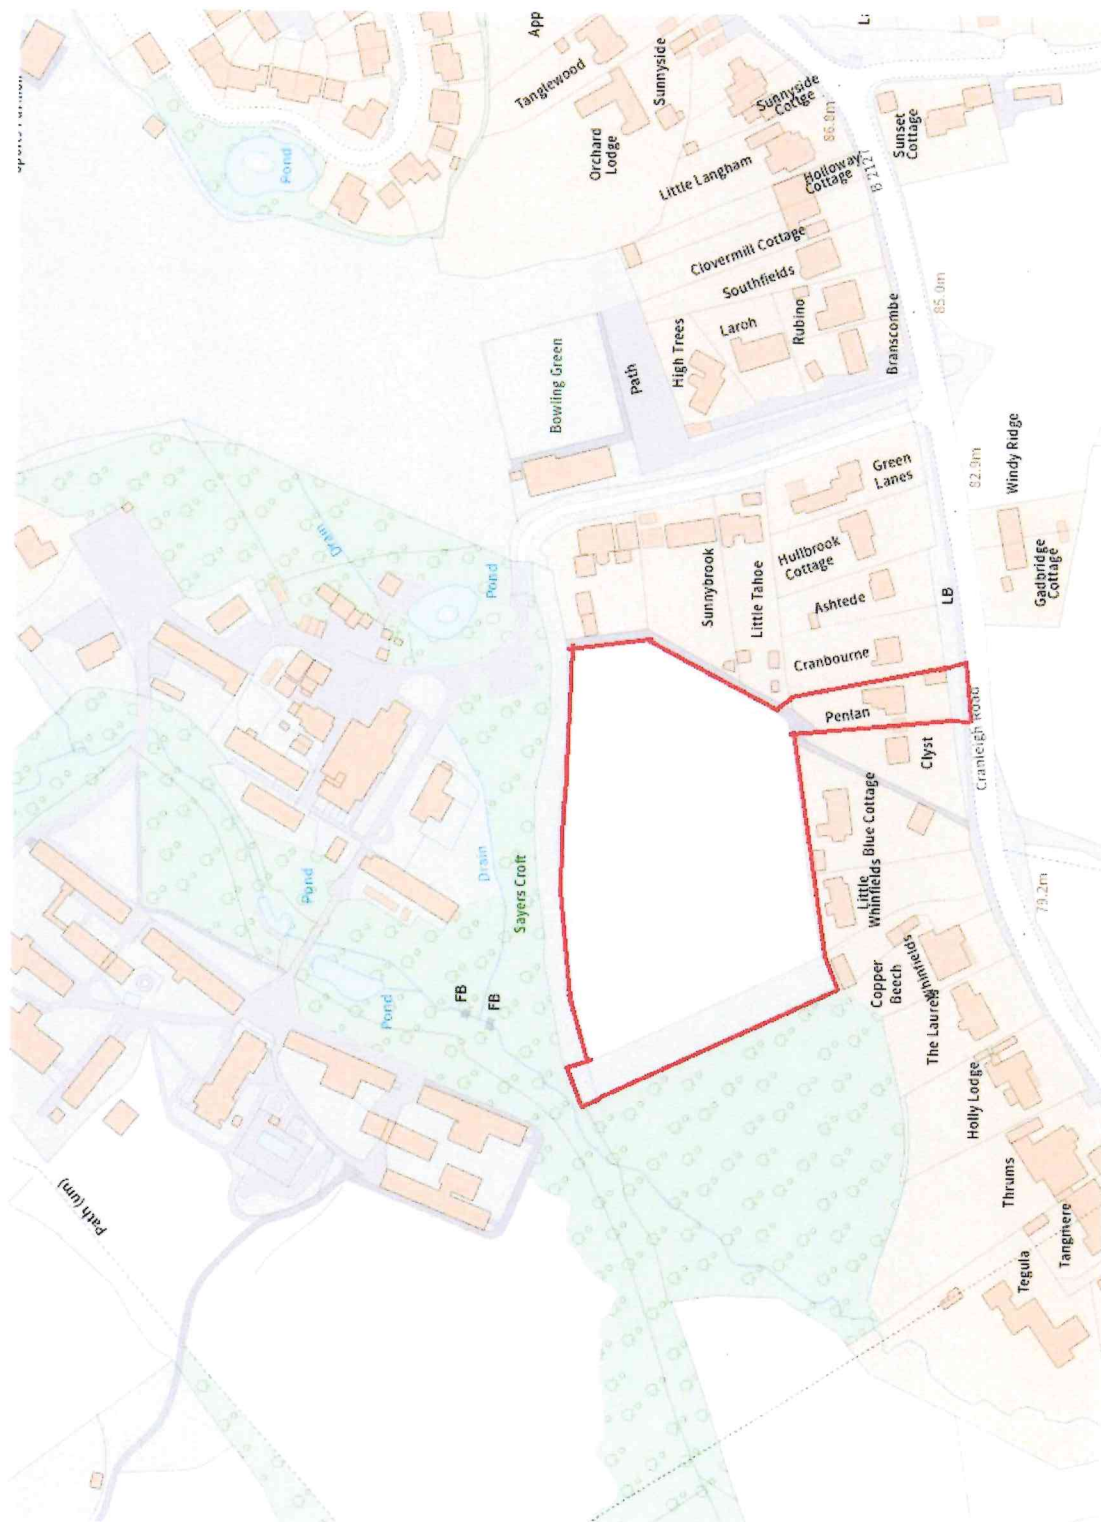 App
Tanglewood
Sunnyside
Orchard
Lodge
Sunnyside
Cottge
86.8m
Sunset
Cottage
Pond
Little Langham
Holloway
Cottage
B 2127
Clovermill Cottage
Southfields
Rubino
Laroh
High Trees
Branscombe
85.0m
Path
Bowling Green
Green
Lanes
82.9m
Windy Ridge
Hullbrook
Cottage
Sunnybrook
Little Tahoe
Ashrede
Cranbourne
LB
Gadbridge
Cottage
Drain
Pond
Penlan
Cranleigh Road
Clyst
Blue Cottage
Little
Whinfields
Drain
Sayers Croft
Pond
Pond
FB
FB
Copper
Beech
Whinfields
The Laurels
79.2m
Holly Lodge
Thrums
Tangmere
Tegula
Path (um)